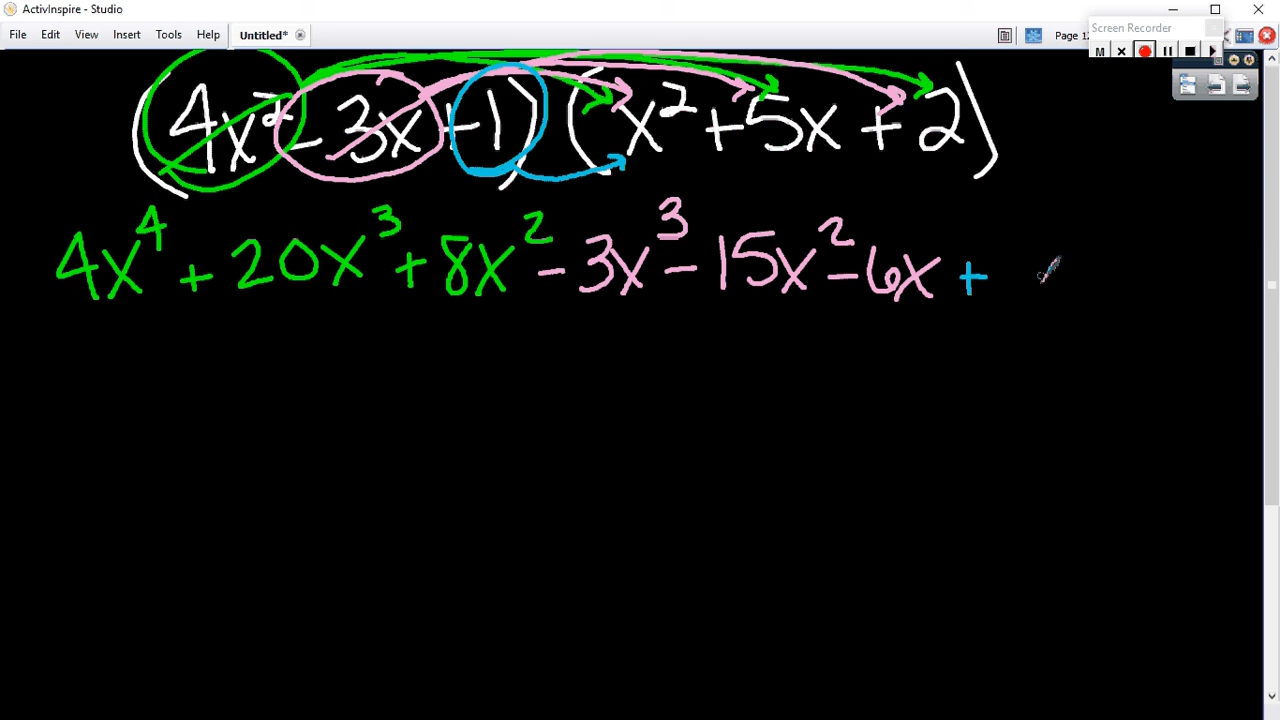 ActivInspire - Studio
File Edit View Insert Tools Help Untitled*
Screen Recorder
M
(4x² - 3x + 1)(x² + 5x + 2)
4x⁴ + 20x³ + 8x² - 3x³ - 15x² - 6x +